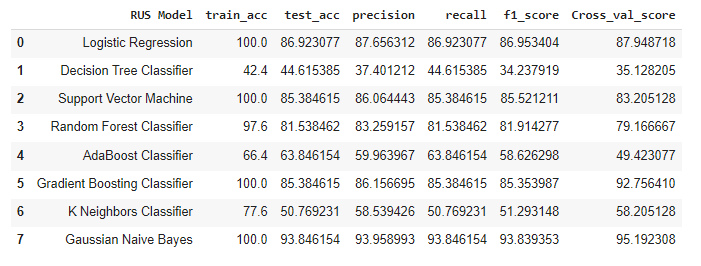 RUS Model train_acc test_acc precision recall f1_score Cross_val_score
0 Logistic Regression 100.0 86.923077 87.656312 86.923077 86.953404 87.948718
1 Decision Tree Classifier 42.4 44.615385 37.401212 44.615385 34.237919 35.128205
2 Support Vector Machine 100.0 85.384615 86.064443 85.384615 85.521211 83.205128
3 Random Forest Classifier 97.6 81.538462 83.259157 81.538462 81.914277 79.166667
4 AdaBoost Classifier 66.4 63.846154 59.963967 63.846154 58.626298 49.423077
5 Gradient Boosting Classifier 100.0 85.384615 86.156695 85.384615 85.353987 92.756410
6 K Neighbors Classifier 77.6 50.769231 58.539426 50.769231 51.293148 58.205128
7 Gaussian Naive Bayes 100.0 93.846154 93.958993 93.846154 93.839353 95.192308